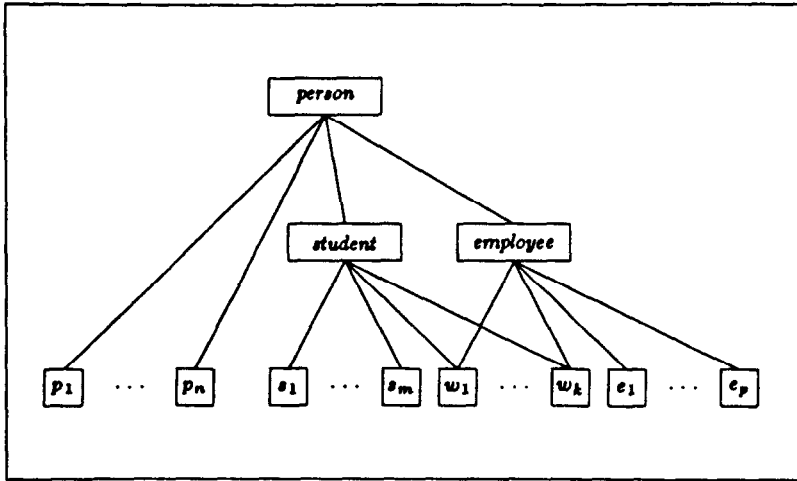 person
student employee
p₁ ··· pₙ s₁ ··· sₘ w₁ ··· wₖ e₁ ··· eₚ